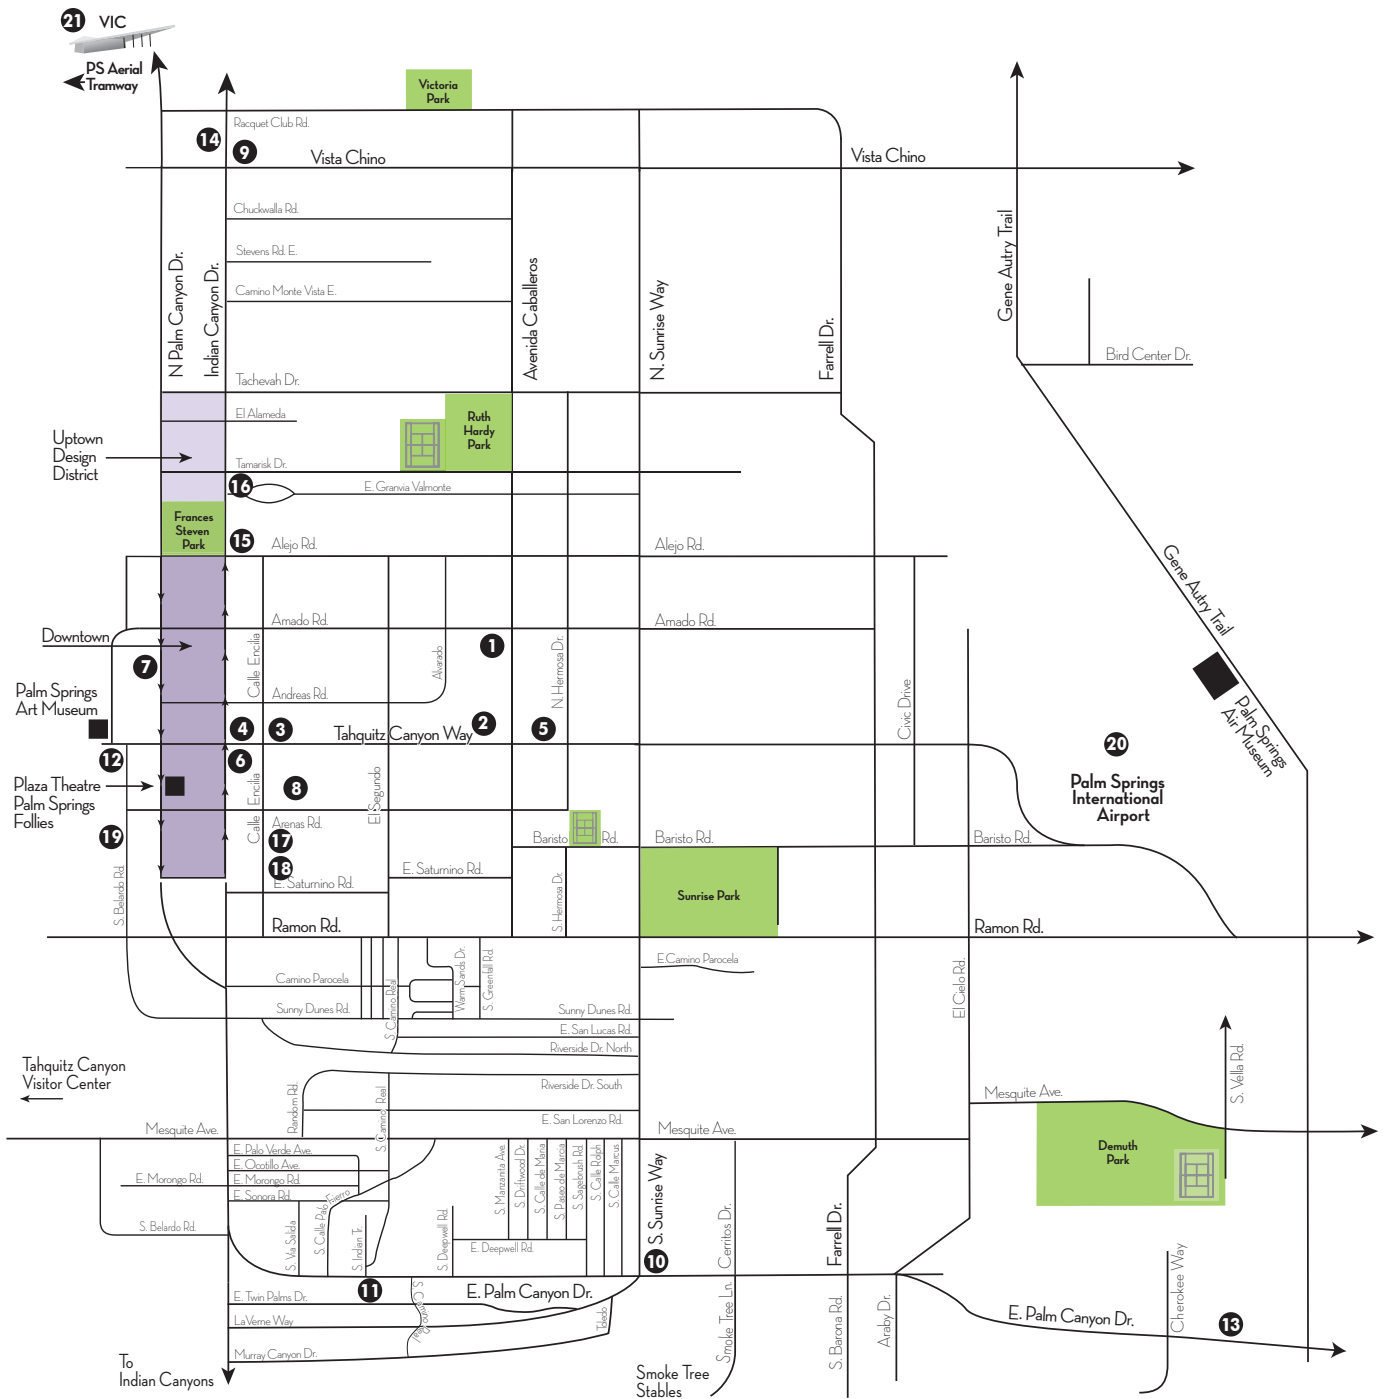 21 VIC
PS Aerial
Tramway
Victoria
Park
Racquet Club Rd.
14
9
Vista Chino
Vista Chino
Chuckwalla Rd.
Stevens Rd. E.
Camino Monte Vista E.
N Palm Canyon Dr.
Indian Canyon Dr.
Avenida Caballeros
N. Sunrise Way
Farrell Dr.
Gene Autry Trail
Bird Center Dr.
Tachevah Dr.
El Alameda
Ruth
Hardy
Park
Uptown
Design
District
Tamarisk Dr.
16
E. Granvia Valmonte
Frances
Steven
Park
15
Alejo Rd.
Alejo Rd.
Gene Autry Trail
Amado Rd.
Amado Rd.
Downtown
7
Calle Encilia
Alvarado
1
N. Hermosa Dr.
Civic Drive
Palm Springs
Air Museum
Palm Springs
Art Museum
Andreas Rd.
4
3
Tahquitz Canyon Way
2
5
12
6
20
Palm Springs
International
Airport
Plaza Theatre
Palm Springs
Follies
8
Calle Encilia
El Segundo
Arenas Rd.
19
17
Baristo
Rd.
Baristo Rd.
Baristo Rd.
18
E. Saturnino Rd.
E. Saturnino Rd.
S. Belardo Rd.
S. Hermosa Dr.
Sunrise Park
Ramon Rd.
Ramon Rd.
Camino Parocela
S. Camino Real
Warm Sands Dr.
S. Grenfall Rd.
E.Camino Parocela
El Cielo Rd.
Sunny Dunes Rd.
Sunny Dunes Rd.
E. San Lucas Rd.
Riverside Dr. North
Tahquitz Canyon
Visitor Center
Random Rd.
S. Camino Real
Riverside Dr. South
E. San Lorenzo Rd.
Mesquite Ave.
S. Vella Rd.
Mesquite Ave.
Mesquite Ave.
Demuth
Park
E. Palo Verde Ave.
E. Ocotillo Ave.
E. Morongo Rd.
E. Morongo Rd.
E. Sonora Rd.
S. Belardo Rd.
S. Via Salida
S. Calle Palo Fierro
S. Indian Tr.
S. Deepwell Rd.
E. Deepwell Rd.
S. Manzanita Ave.
S. Driftwood Dr.
S. Calle de Maria
S. Paseo de Marcia
S. Sagebrush Rd.
S. Calle Rolph
S. Calle Marcus
S. Sunrise Way
Cerritos Dr.
Farrell Dr.
10
11
E. Palm Canyon Dr.
E. Twin Palms Dr.
La Verne Way
S. Camino Real
Toledo
Murray Canyon Dr.
Smoke Tree Ln.
S. Barona Rd.
Araby Dr.
E. Palm Canyon Dr.
Cherokee Way
13
To
Indian Canyons
Smoke Tree
Stables